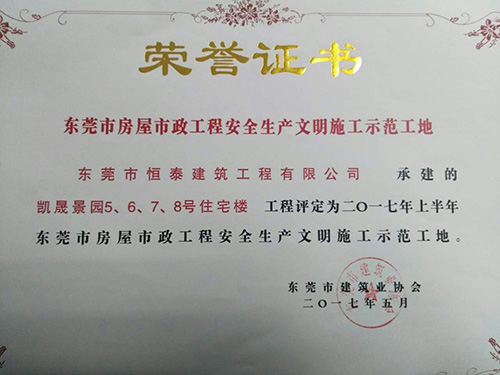 荣誉证书
东莞市房屋市政工程安全生产文明施工示范工地
东莞市恒泰建筑工程有限公司 承建的
凯晟景园5、6、7、8号住宅楼 工程评定为二〇一七年上半年
东莞市房屋市政工程安全生产文明施工示范工地。
东莞市建筑业协会
二〇一七年五月